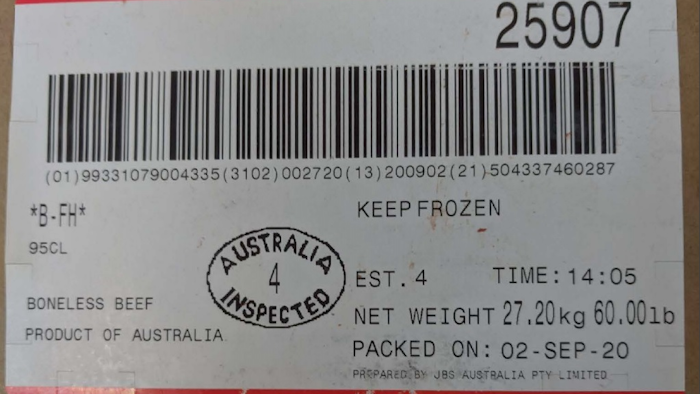 25907
(01)99331079004335(3102)002720(13)200902(21)504337460287
*B-FH*
KEEP FROZEN
95CL
AUSTRALIA
4
INSPECTED
EST. 4 TIME: 14:05
BONELESS BEEF
NET WEIGHT 27.20kg 60.00lb
PRODUCT OF AUSTRALIA
PACKED ON: 02-SEP-20
PREPARED BY JBS AUSTRALIA PTY LIMITED